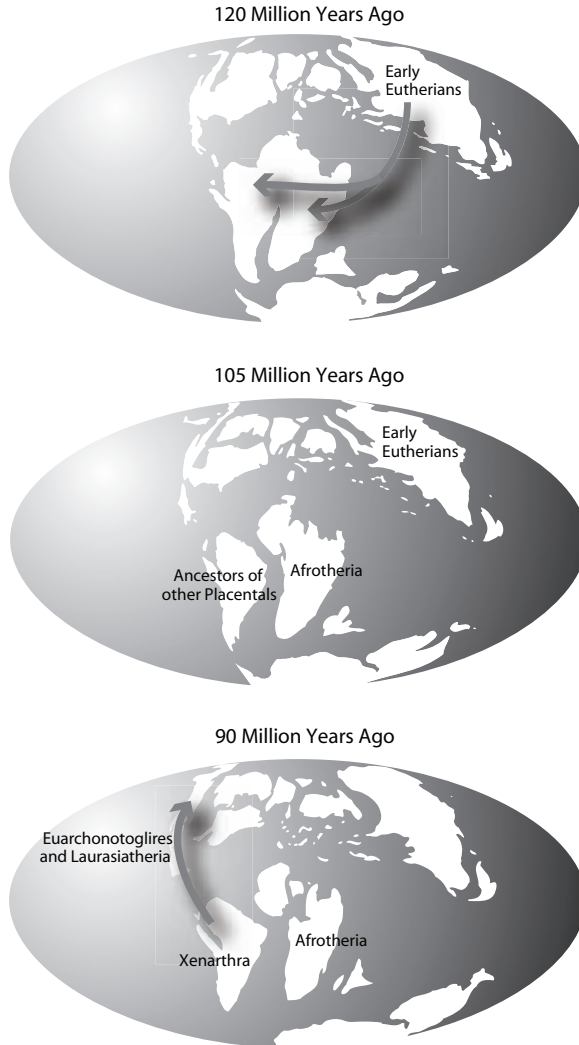 120 Million Years Ago
Early
Eutherians
105 Million Years Ago
Early
Eutherians
Ancestors of
other Placentals
Afrotheria
90 Million Years Ago
Euarchonotoglires
and Laurasiatheria
Afrotheria
Xenarthra